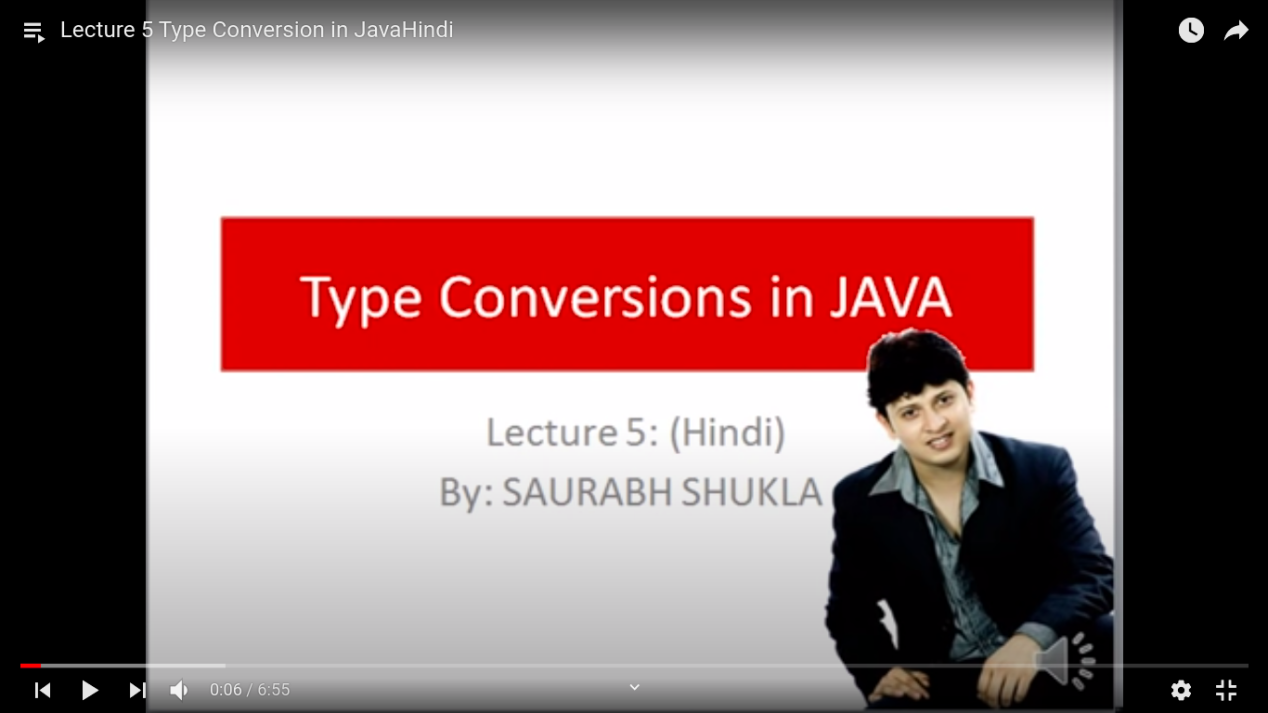 Lecture 5 Type Conversion in JavaHindi
Type Conversions in JAVA
Lecture 5: (Hindi)
By: SAURABH SHUKLA
0:06 / 6:55